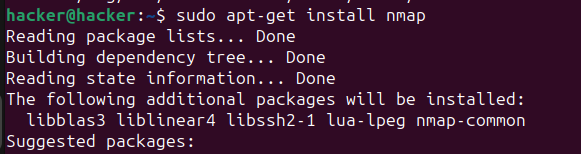 hacker@hacker:~$ sudo apt-get install nmap
Reading package lists... Done
Building dependency tree... Done
Reading state information... Done
The following additional packages will be installed:
  libblas3 liblinear4 libssh2-1 lua-lpeg nmap-common
Suggested packages: